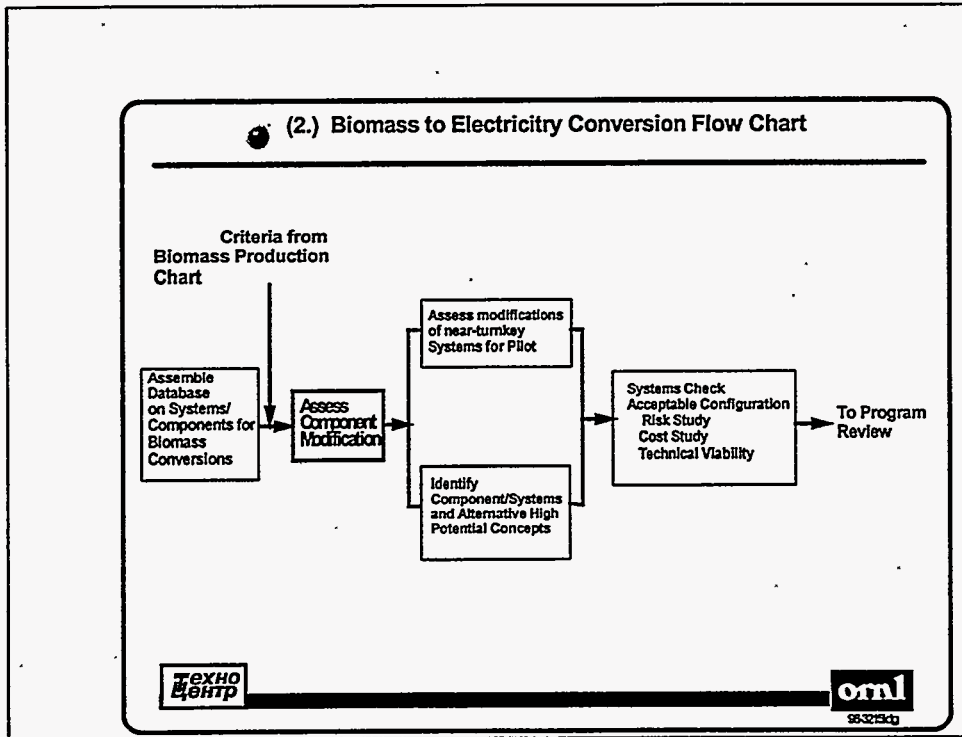 (2.) Biomass to Electricitry Conversion Flow Chart
Criteria from
Biomass Production
Chart
Assemble
Database
on Systems/
Components for
Biomass
Conversions
Assess
Component
Modification
Assess modifications
of near-turnkey
Systems for Pilot
Identify
Component/Systems
and Alternative High
Potential Concepts
Systems Check
Acceptable Configuration
Risk Study
Cost Study
Technical Viability
To Program
Review
Техно
Центр
ornl